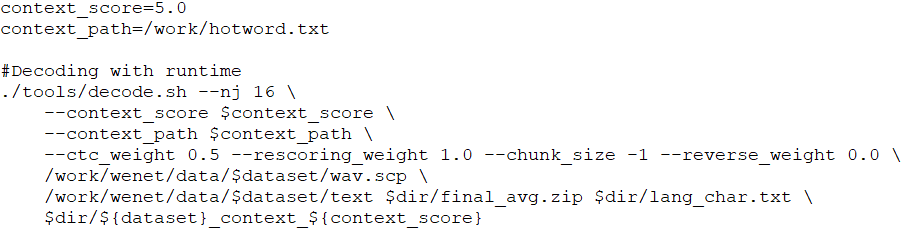 context_score=5.0
context_path=/work/hotword.txt

#Decoding with runtime
./tools/decode.sh --nj 16 \
    --context_score $context_score \
    --context_path $context_path \
    --ctc_weight 0.5 --rescoring_weight 1.0 --chunk_size -1 --reverse_weight 0.0 \
    /work/wenet/data/$dataset/wav.scp \
    /work/wenet/data/$dataset/text $dir/final_avg.zip $dir/lang_char.txt \
    $dir/${dataset}_context_${context_score}